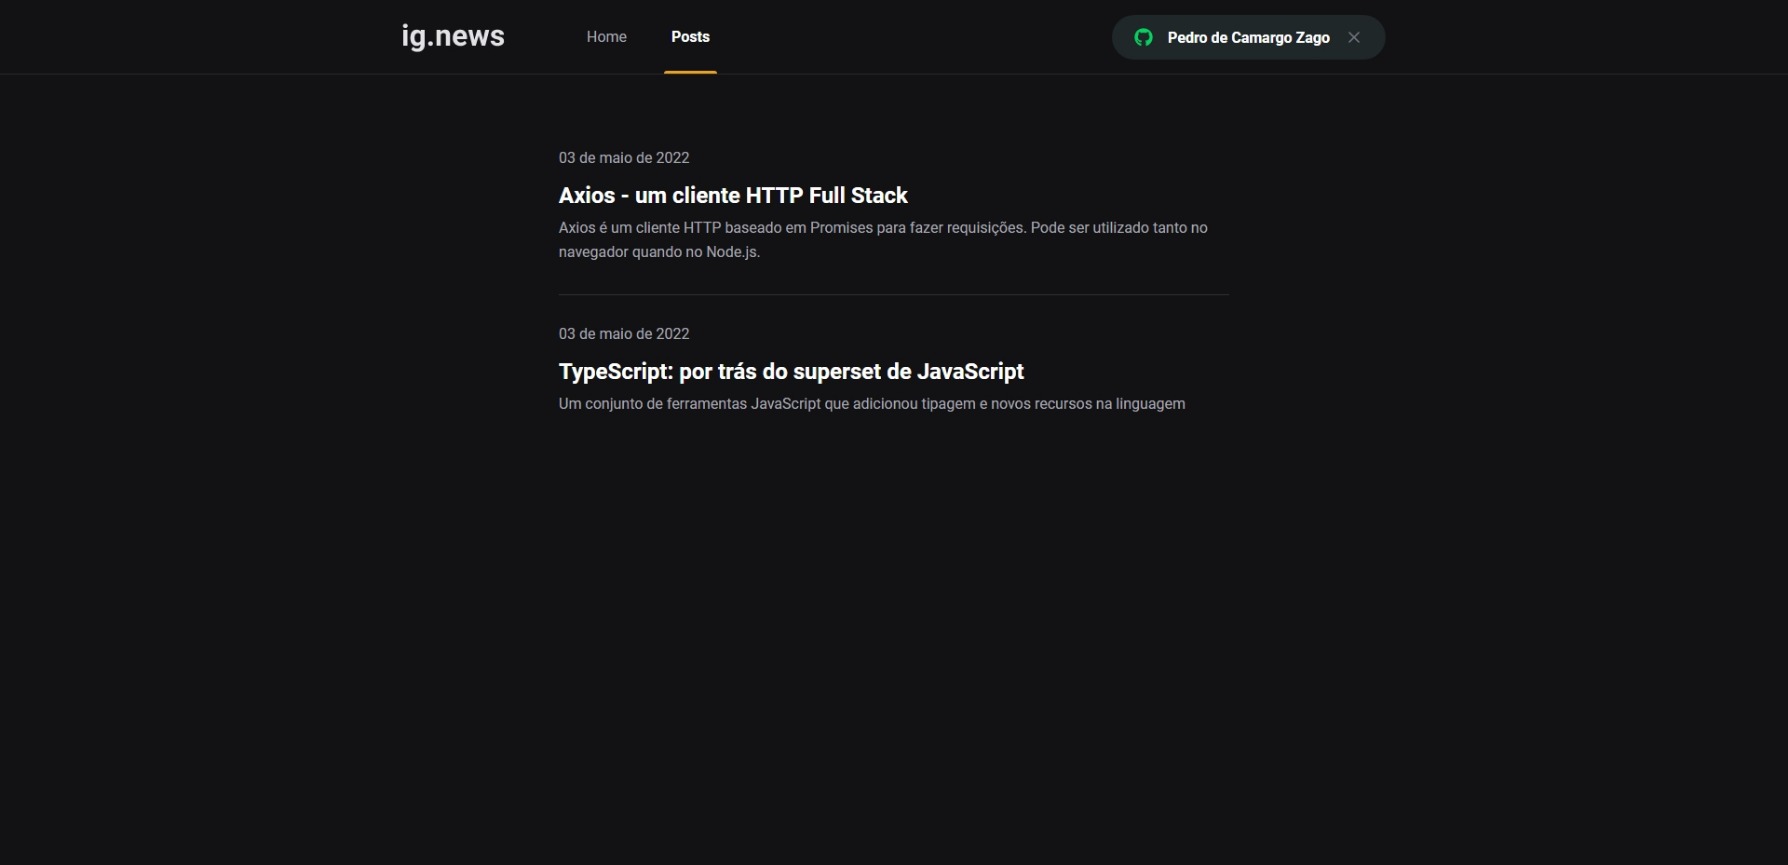 ig.news
Home
Posts
Pedro de Camargo Zago
03 de maio de 2022
Axios - um cliente HTTP Full Stack
Axios é um cliente HTTP baseado em Promises para fazer requisições. Pode ser utilizado tanto no
navegador quando no Node.js.
03 de maio de 2022
TypeScript: por trás do superset de JavaScript
Um conjunto de ferramentas JavaScript que adicionou tipagem e novos recursos na linguagem